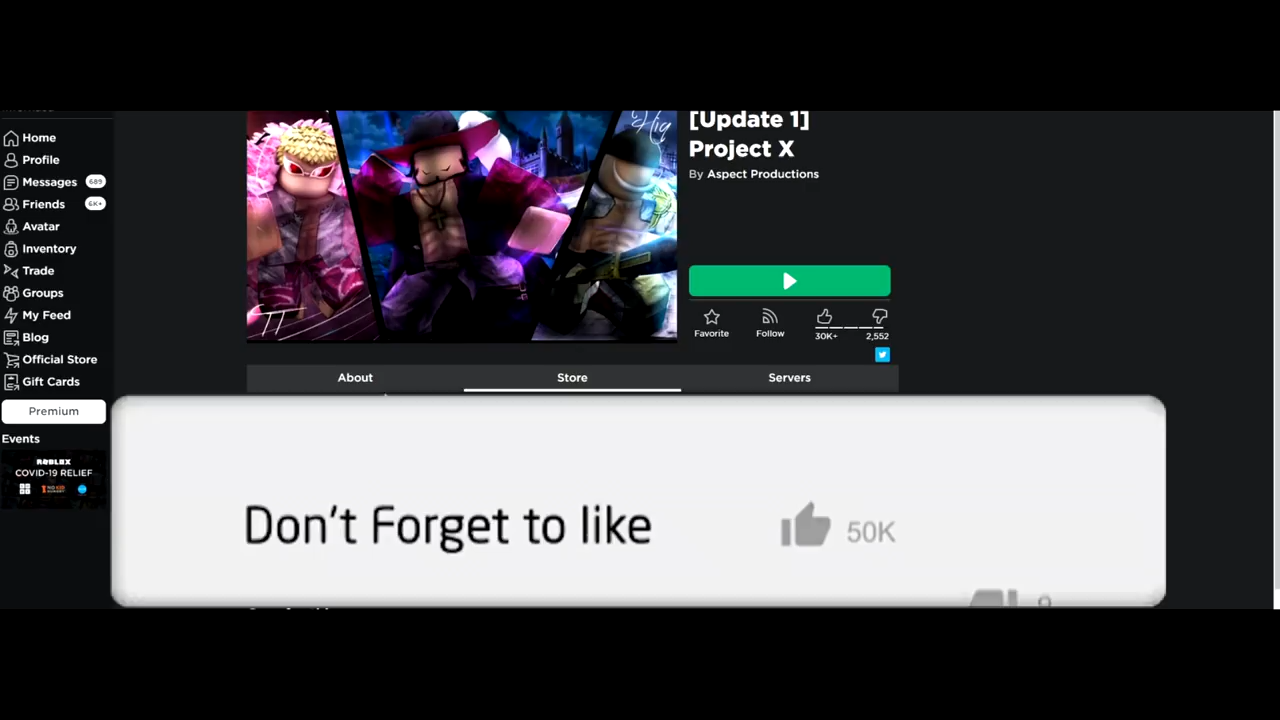 Home
Profile
Messages 689
Friends 6K+
Avatar
Inventory
Trade
Groups
My Feed
Blog
Official Store
Gift Cards
Premium
Events
ROBLOX
COVID-19 RELIEF
Hiq
[Update 1]
Project X
By Aspect Productions
Favorite
Follow
30K+
2,552
About
Store
Servers
Don't Forget to like
50K